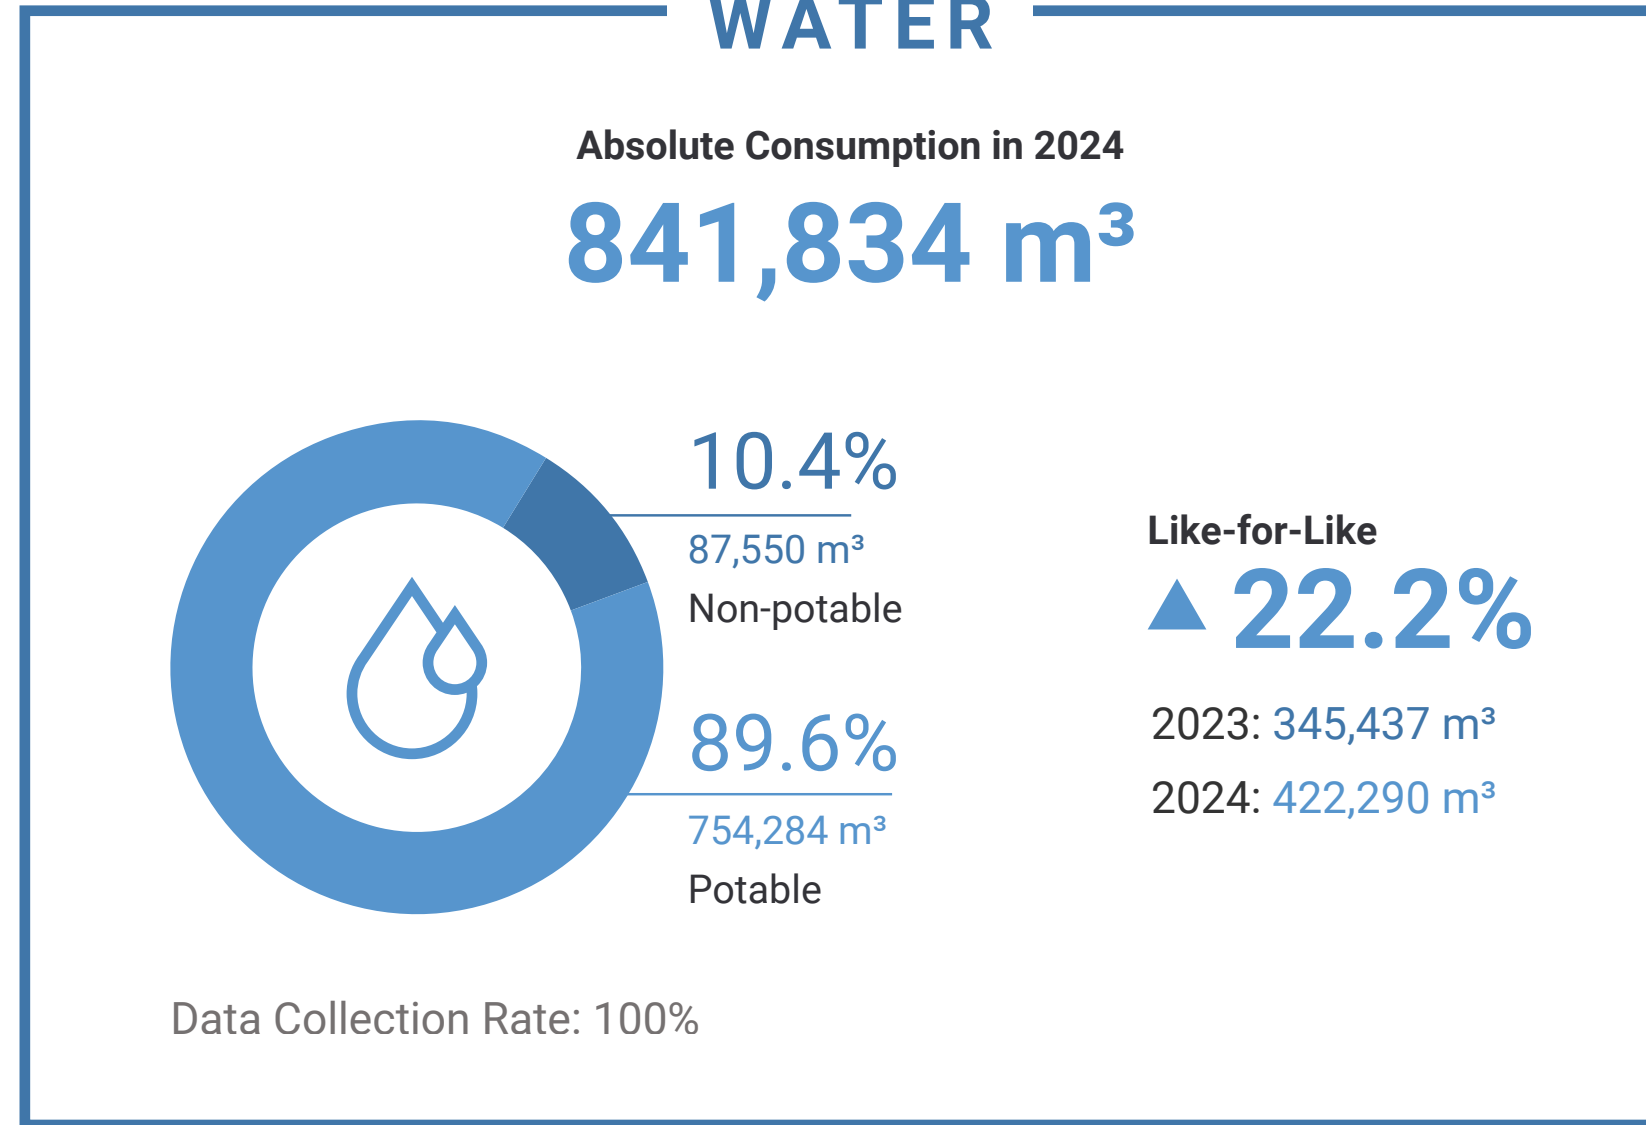 WATER
Absolute Consumption in 2024
841,834 m³
10.4%
87,550 m³
Non-potable
89.6%
754,284 m³
Potable
Like-for-Like
▲ 22.2%
2023: 345,437 m³
2024: 422,290 m³
Data Collection Rate: 100%